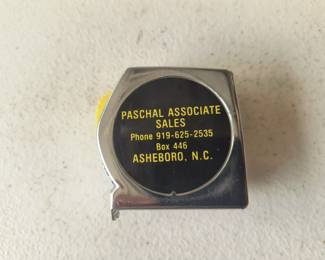 PASCHAL ASSOCIATE
SALES
Phone 919-625-2535
Box 446
ASHEBORO, N.C.